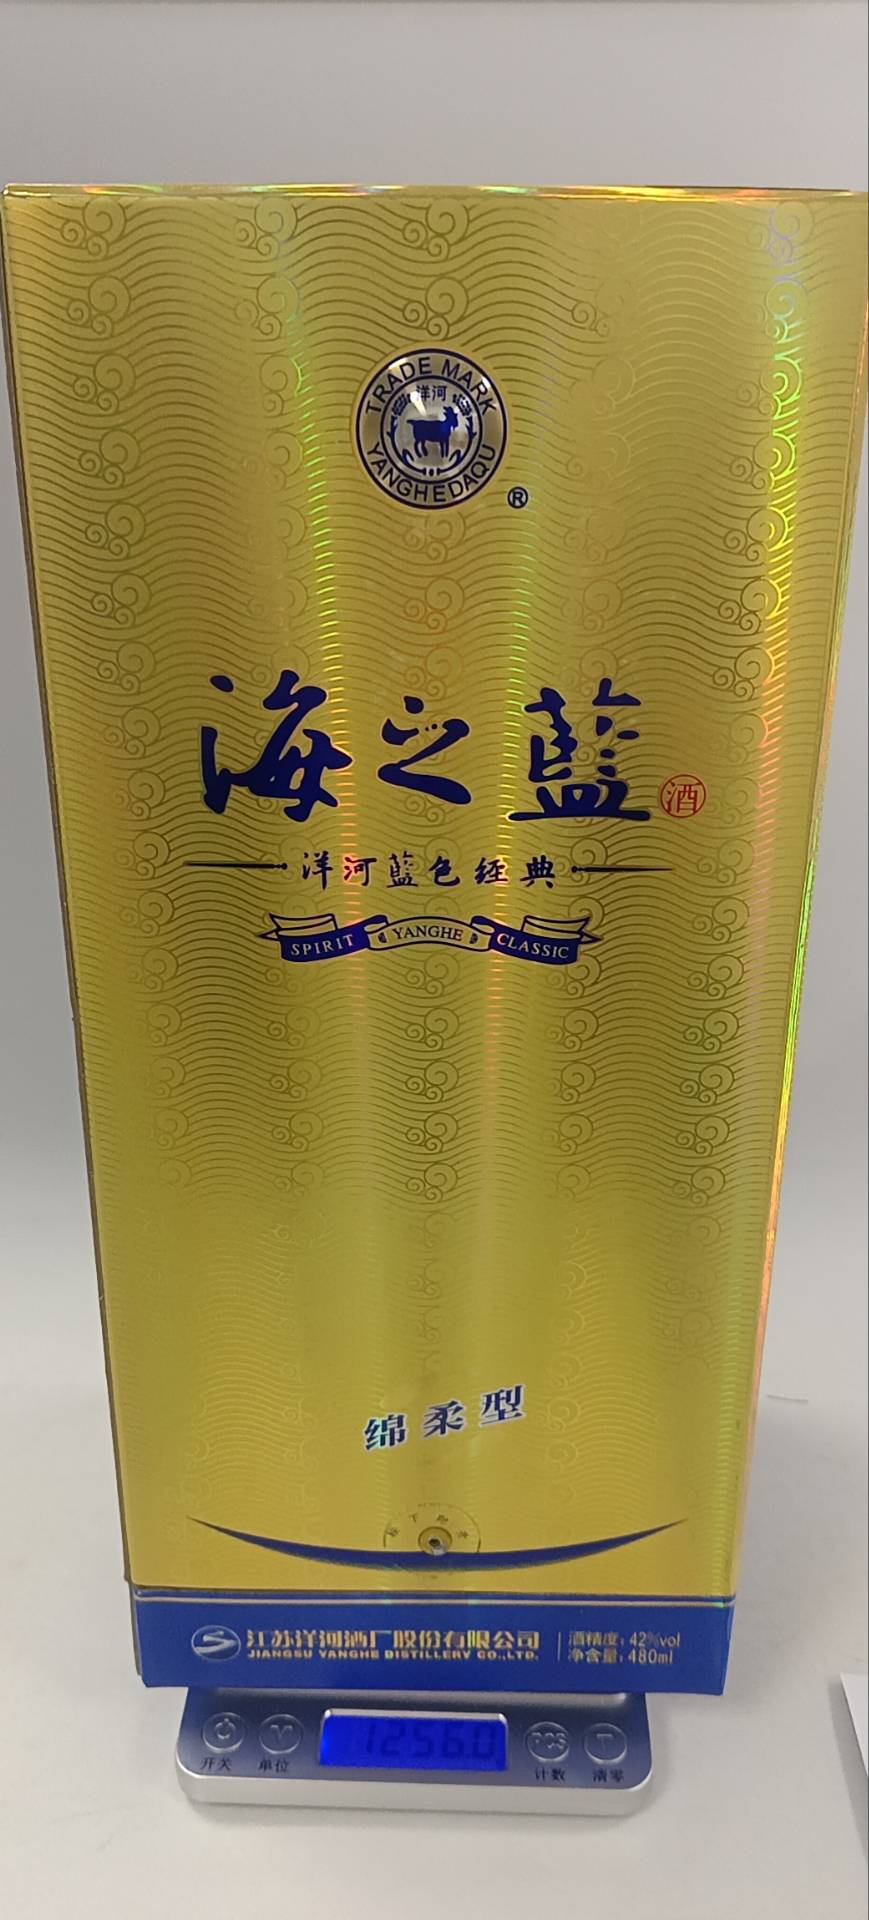 TRADE MARK
洋河
YANGHEDAQU
®
海之藍
酒
洋河藍色经典
SPIRIT YANGHE CLASSIC
绵柔型
江苏洋河酒厂股份有限公司
JIANGSU YANGHE DISTILLERY CO.,LTD.
酒精度: 42%vol
净含量: 480ml
1256.0
开关 单位 PCS T
计数 清零